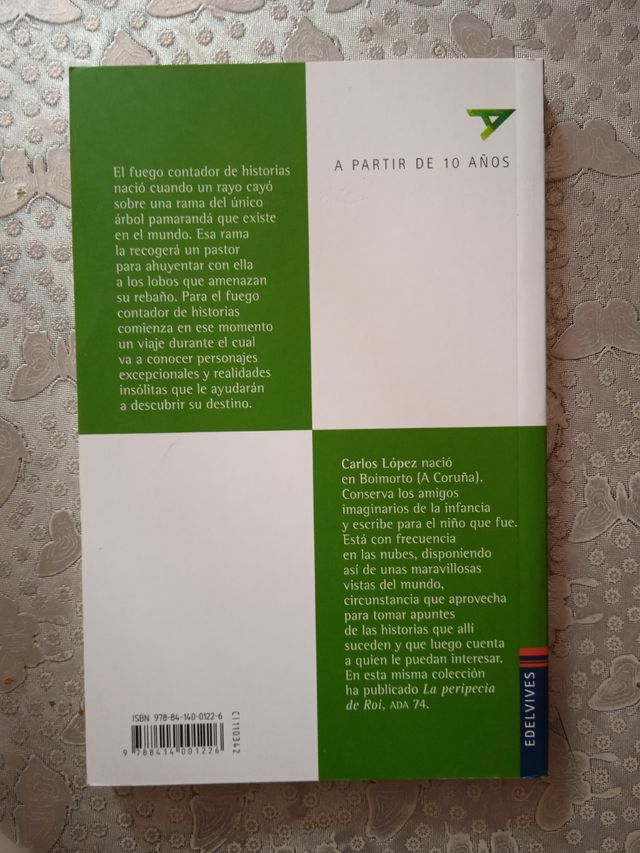 A PARTIR DE 10 AÑOS
El fuego contador de historias
nació cuando un rayo cayó
sobre una rama del único
árbol pamarandá que existe
en el mundo. Esa rama
la recogerá un pastor
para ahuyentar con ella
a los lobos que amenazan
su rebaño. Para el fuego
contador de historias
comienza en ese momento
un viaje durante el cual
va a conocer personajes
excepcionales y realidades
insólitas que le ayudarán
a descubrir su destino.
Carlos López nació
en Boimorto (A Coruña).
Conserva los amigos
imaginarios de la infancia
y escribe para el niño que fue.
Está con frecuencia
en las nubes, disponiendo
así de unas maravillosas
vistas del mundo,
circunstancia que aprovecha
para tomar apuntes
de las historias que allí
suceden y que luego cuenta
a quien le puedan interesar.
En esta misma colección
ha publicado La peripecia
de Roi, ADA 74.
ISBN 978-84-140-0122-6
9 788414 001226
CI110342
EDELVIVES